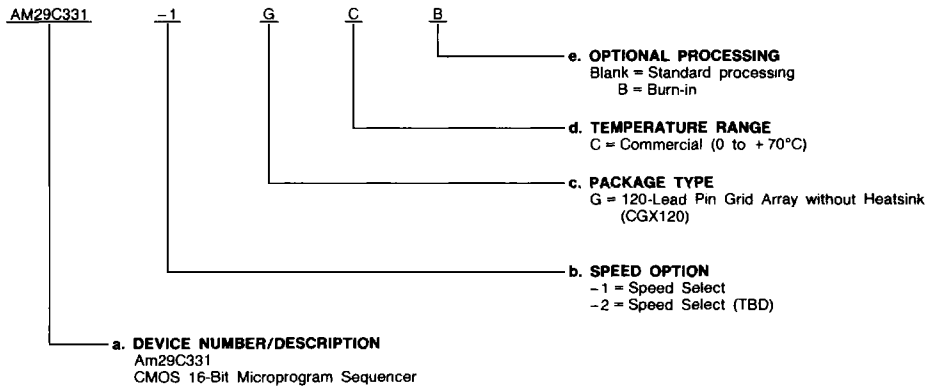 AM29C331 -1 G C B
e. OPTIONAL PROCESSING
Blank = Standard processing
B = Burn-in
d. TEMPERATURE RANGE
C = Commercial (0 to +70°C)
c. PACKAGE TYPE
G = 120-Lead Pin Grid Array without Heatsink
(CGX120)
b. SPEED OPTION
-1 = Speed Select
-2 = Speed Select (TBD)
a. DEVICE NUMBER/DESCRIPTION
Am29C331
CMOS 16-Bit Microprogram Sequencer